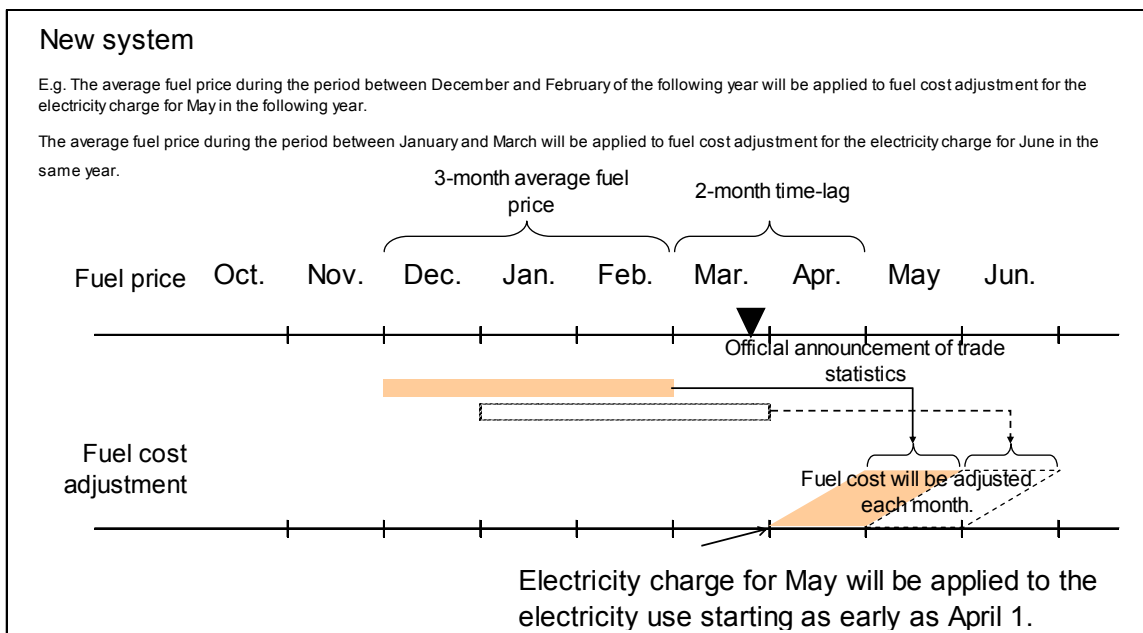 New system
E.g. The average fuel price during the period between December and February of the following year will be applied to fuel cost adjustment for the
electricity charge for May in the following year.
The average fuel price during the period between January and March will be applied to fuel cost adjustment for the electricity charge for June in the
same year.
3-month average fuel
price
2-month time-lag
Fuel price Oct. Nov. Dec. Jan. Feb. Mar. Apr. May Jun.
Official announcement of trade
statistics
Fuel cost
adjustment
Fuel cost will be adjusted
each month.
Electricity charge for May will be applied to the
electricity use starting as early as April 1.